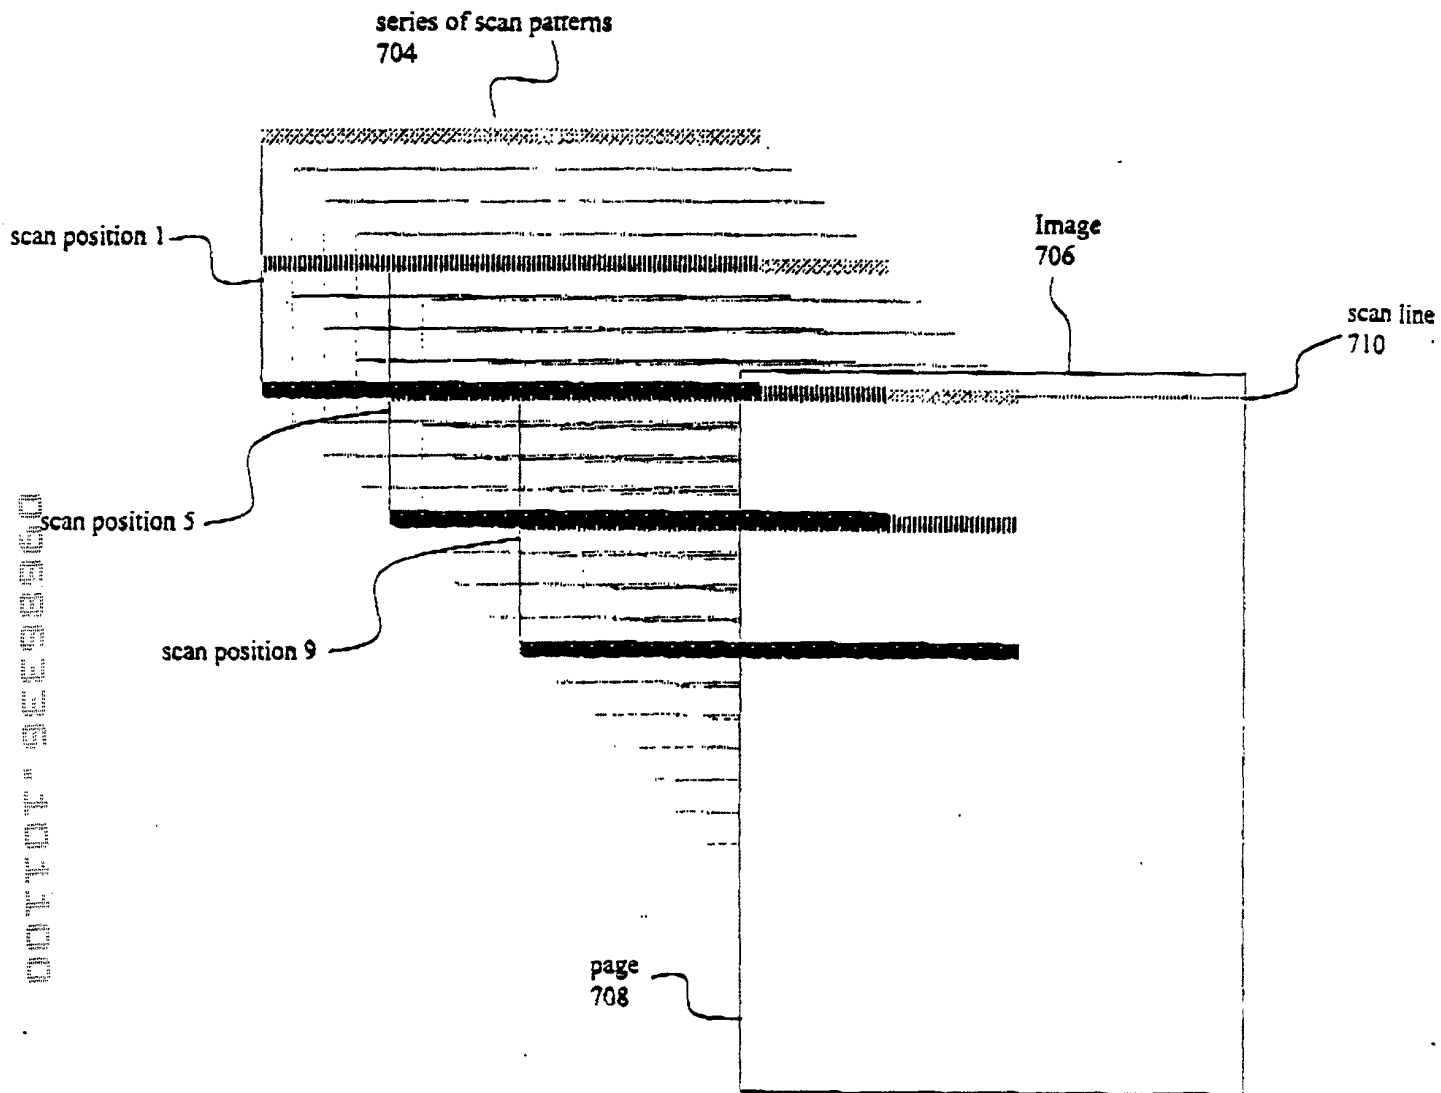 series of scan patterns
704
scan position 1
Image
706
scan line
710
scan position 5
scan position 9
page
708